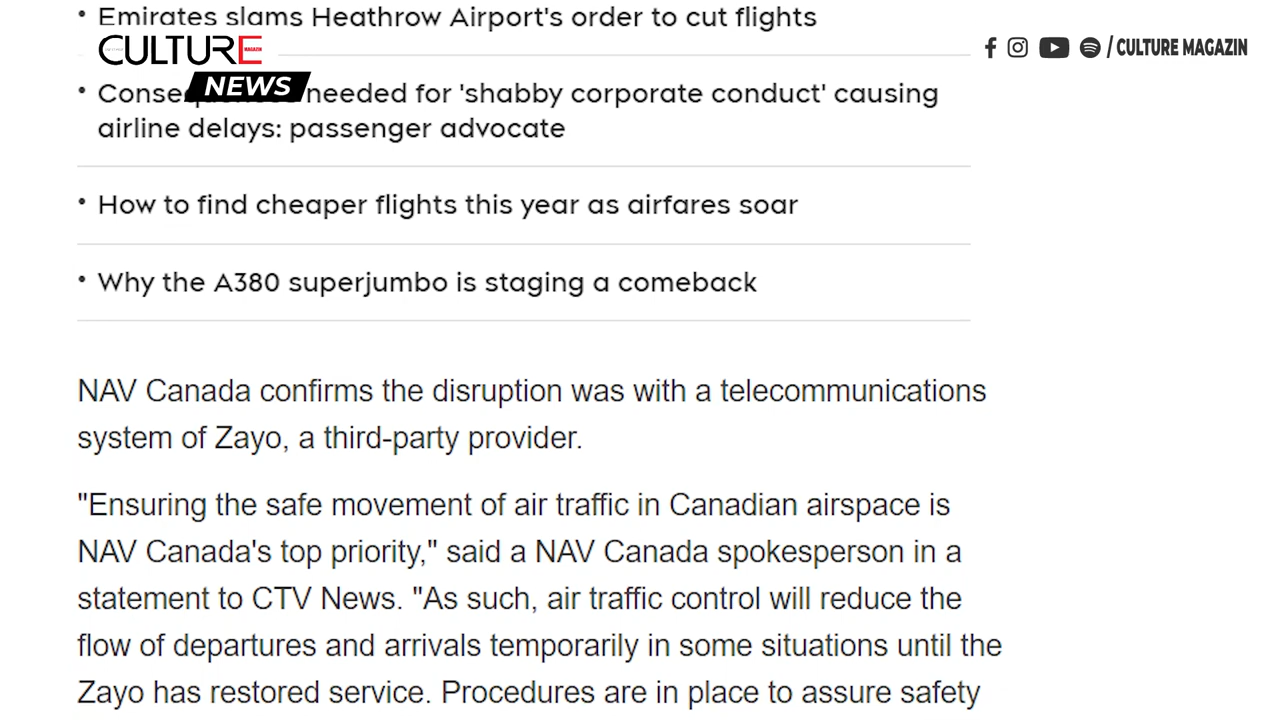 • Emirates slams Heathrow Airport's order to cut flights
CULTURE
MAGAZIN
NEWS
/ CULTURE MAGAZIN
• needed for 'shabby corporate conduct' causing
airline delays: passenger advocate
• How to find cheaper flights this year as airfares soar
• Why the A380 superjumbo is staging a comeback
NAV Canada confirms the disruption was with a telecommunications
system of Zayo, a third-party provider.
"Ensuring the safe movement of air traffic in Canadian airspace is
NAV Canada's top priority," said a NAV Canada spokesperson in a
statement to CTV News. "As such, air traffic control will reduce the
flow of departures and arrivals temporarily in some situations until the
Zayo has restored service. Procedures are in place to assure safety